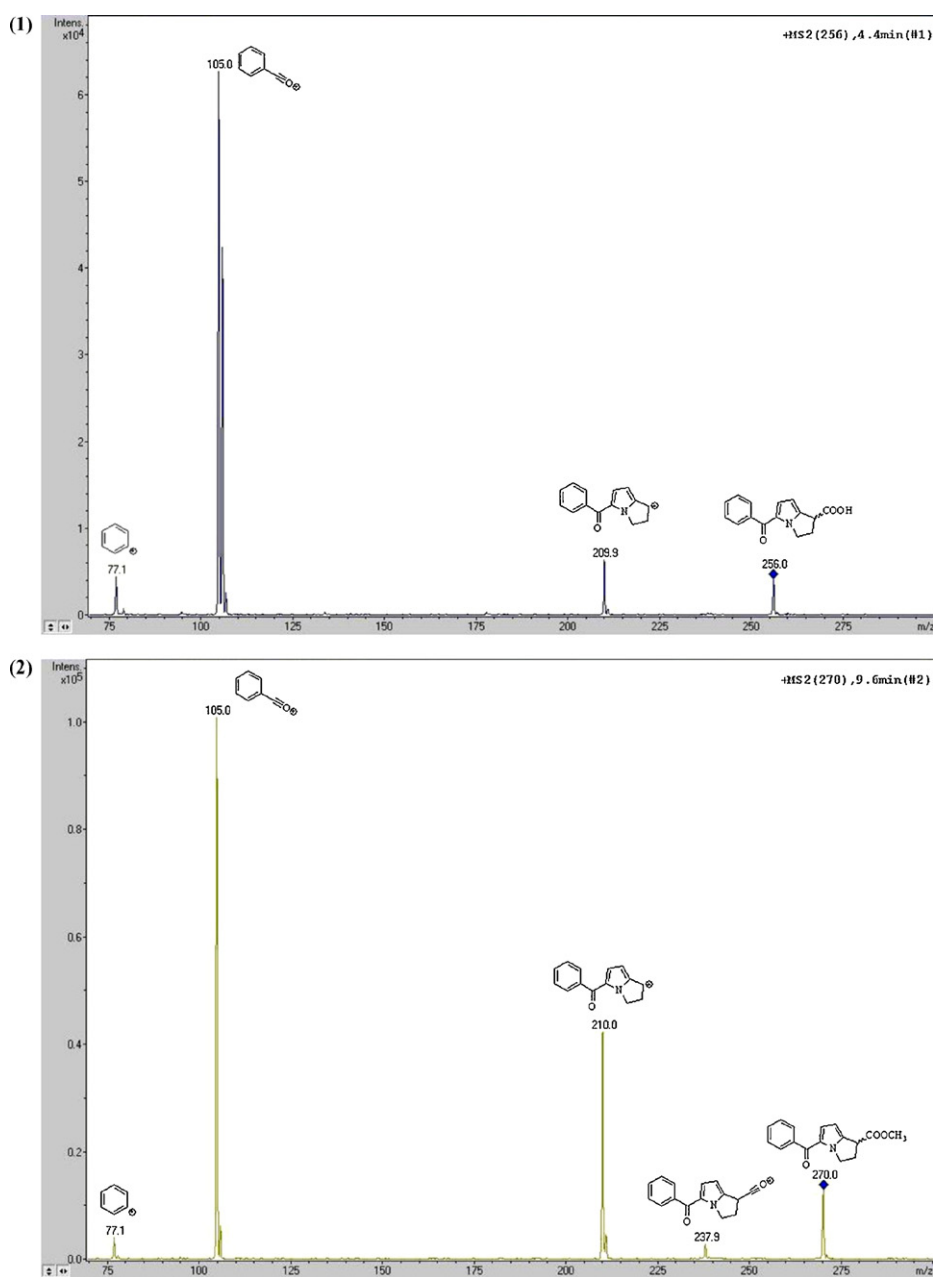 (1)
Intens.
x10⁴
+MS2(256),4.4min(#1)
105.0
≡O⊕
6
5
4
3
2
1
0
N
O
⊕
N
O
COOH
⊕
77.1
209.9
256.0
75
100
125
150
175
200
225
250
275
m/z
(2)
Intens.
x10⁵
+MS2(270),9.6min(#2)
105.0
≡O⊕
1.0
0.8
0.6
0.4
0.2
0.0
N
O
⊕
210.0
N
O
COOCH₃
270.0
N
O
≡O⊕
237.9
⊕
77.1
75
100
125
150
175
200
225
250
275
m/z